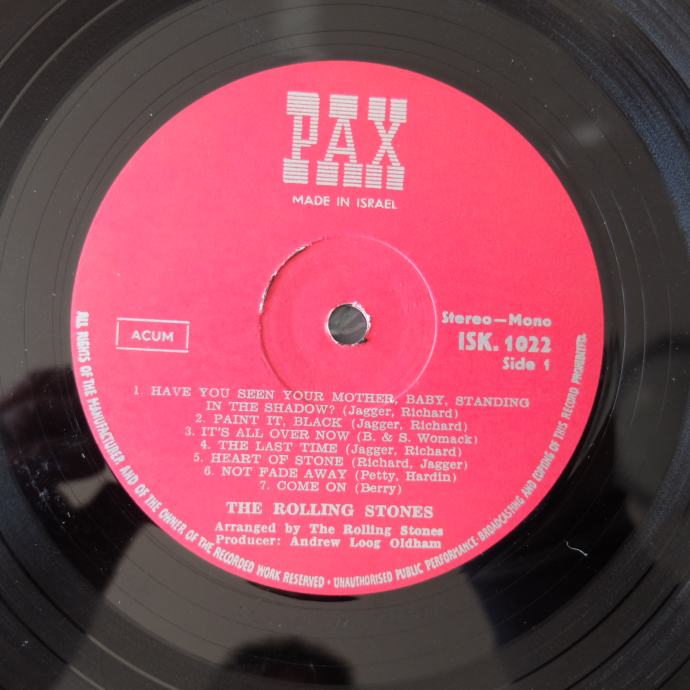 PAX
MADE IN ISRAEL
ACUM
Stereo—Mono
ISK. 1022
Side 1
1. HAVE YOU SEEN YOUR MOTHER, BABY, STANDING
IN THE SHADOW? (Jagger, Richard)
2. PAINT IT, BLACK (Jagger, Richard)
3. IT'S ALL OVER NOW (B. & S. Womack)
4. THE LAST TIME (Jagger, Richard)
5. HEART OF STONE (Richard, Jagger)
6. NOT FADE AWAY (Petty, Hardin)
7. COME ON (Berry)
THE ROLLING STONES
Arranged by The Rolling Stones
Producer: Andrew Loog Oldham
ALL RIGHTS OF THE MANUFACTURER AND OF THE OWNER OF THE RECORDED WORK RESERVED • UNAUTHORISED PUBLIC PERFORMANCE·BROADCASTING AND COPYING OF THIS RECORD PROHIBITED.